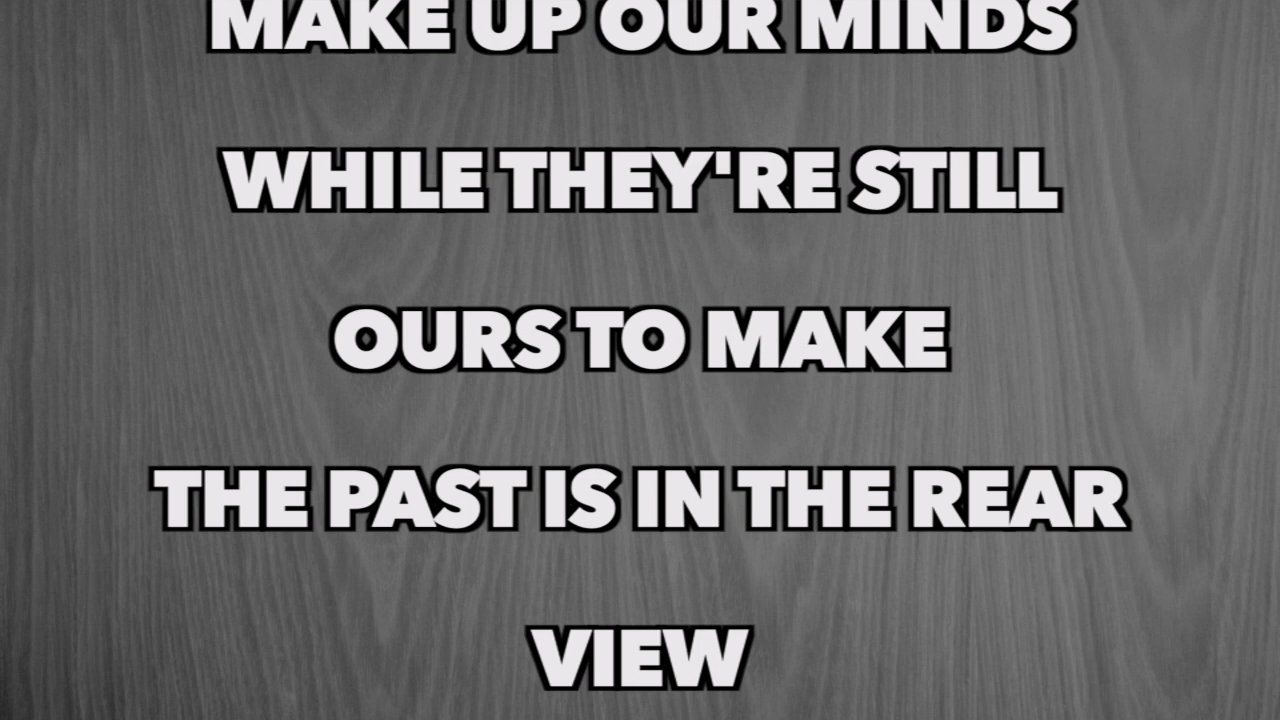 MAKE UP OUR MINDS
WHILE THEY'RE STILL
OURS TO MAKE
THE PAST IS IN THE REAR
VIEW